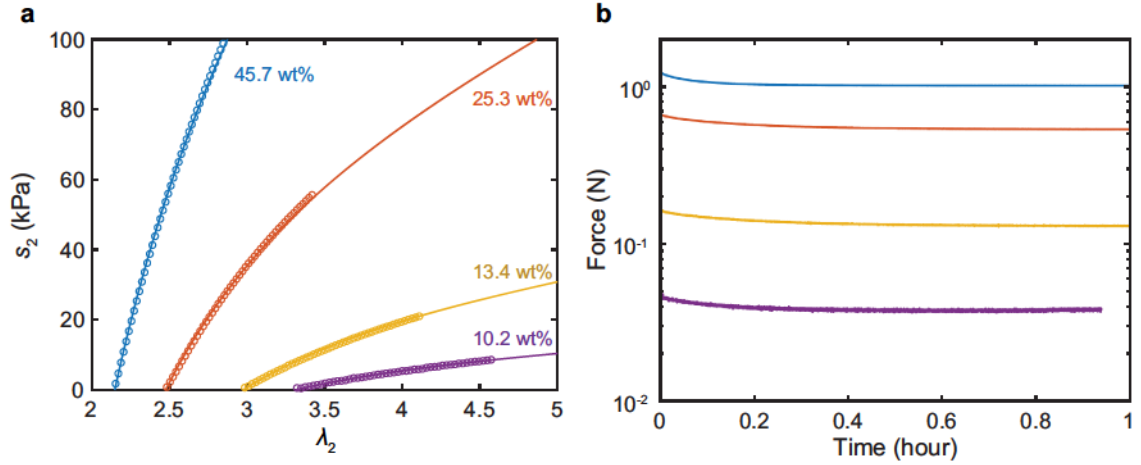 a
100
80
60
40
20
0
s₂ (kPa)
45.7 wt%
25.3 wt%
13.4 wt%
10.2 wt%
2 2.5 3 3.5 4 4.5 5
λ₂
b
10⁰
10⁻¹
10⁻²
Force (N)
0 0.2 0.4 0.6 0.8 1
Time (hour)